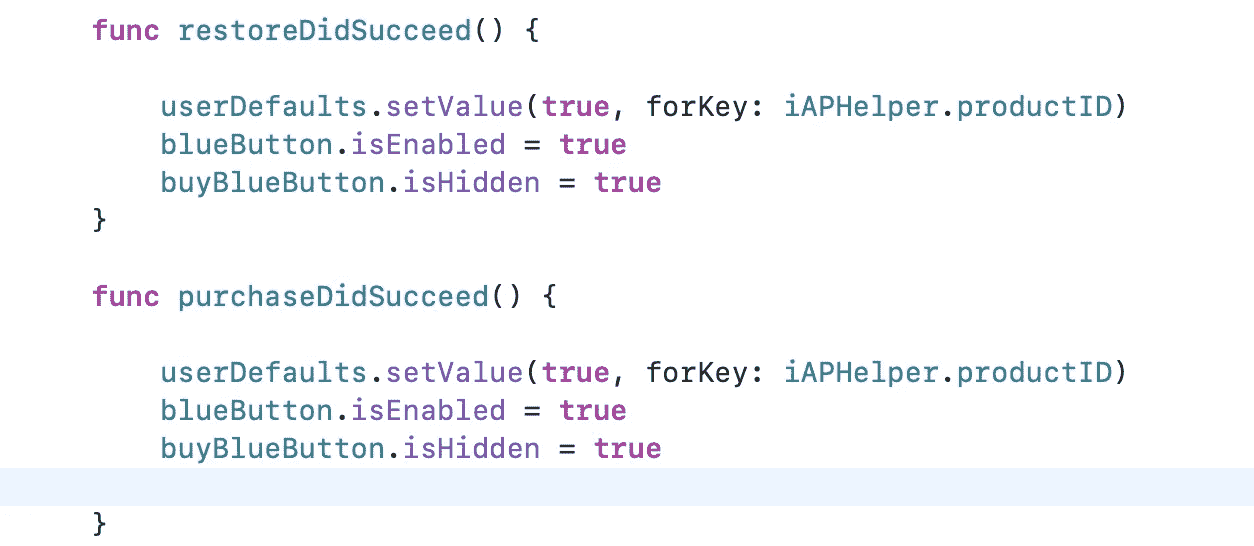 func restoreDidSucceed() {
userDefaults.setValue(true, forKey: iAPHelper.productID)
blueButton.isEnabled = true
buyBlueButton.isHidden = true
}
func purchaseDidSucceed() {
userDefaults.setValue(true, forKey: iAPHelper.productID)
blueButton.isEnabled = true
buyBlueButton.isHidden = true
}